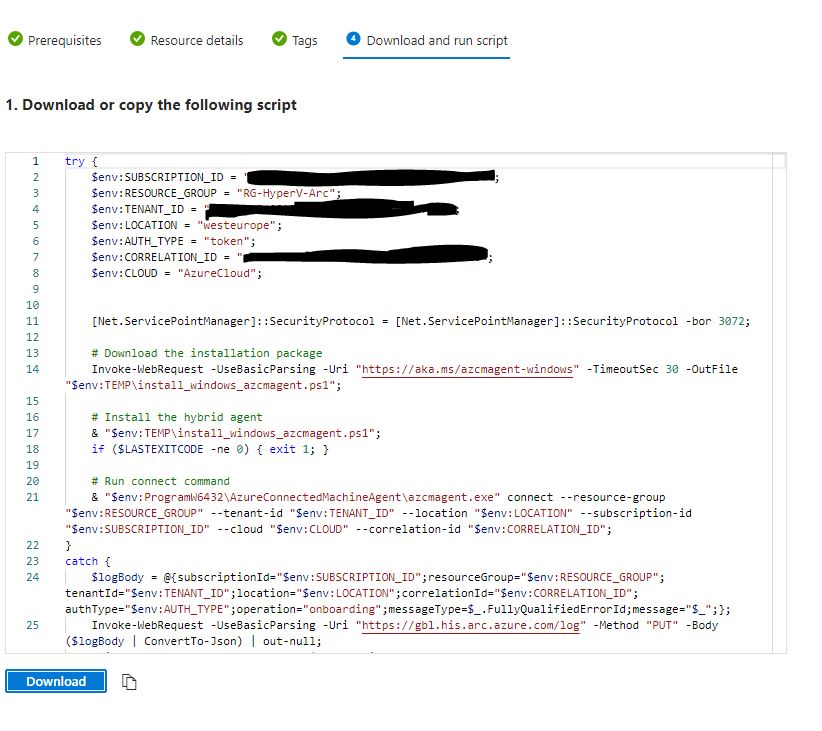 Prerequisites
Resource details
Tags
4 Download and run script
1. Download or copy the following script
1 try {
2 $env:SUBSCRIPTION_ID = " ;
3 $env:RESOURCE_GROUP = "RG-HyperV-Arc";
4 $env:TENANT_ID = "
5 $env:LOCATION = "westeurope";
6 $env:AUTH_TYPE = "token";
7 $env:CORRELATION_ID = " ;
8 $env:CLOUD = "AzureCloud";
9
10
11 [Net.ServicePointManager]::SecurityProtocol = [Net.ServicePointManager]::SecurityProtocol -bor 3072;
12
13 # Download the installation package
14 Invoke-WebRequest -UseBasicParsing -Uri "https://aka.ms/azcmagent-windows" -TimeoutSec 30 -OutFile
"$env:TEMP\install_windows_azcmagent.ps1";
15
16 # Install the hybrid agent
17 & "$env:TEMP\install_windows_azcmagent.ps1";
18 if ($LASTEXITCODE -ne 0) { exit 1; }
19
20 # Run connect command
21 & "$env:ProgramW6432\AzureConnectedMachineAgent\azcmagent.exe" connect --resource-group
"$env:RESOURCE_GROUP" --tenant-id "$env:TENANT_ID" --location "$env:LOCATION" --subscription-id
"$env:SUBSCRIPTION_ID" --cloud "$env:CLOUD" --correlation-id "$env:CORRELATION_ID";
22 }
23 catch {
24 $logBody = @{subscriptionId="$env:SUBSCRIPTION_ID";resourceGroup="$env:RESOURCE_GROUP";
tenantId="$env:TENANT_ID";location="$env:LOCATION";correlationId="$env:CORRELATION_ID";
authType="$env:AUTH_TYPE";operation="onboarding";messageType=$_.FullyQualifiedErrorId;message="$_";};
25 Invoke-WebRequest -UseBasicParsing -Uri "https://gbl.his.arc.azure.com/log" -Method "PUT" -Body
($logBody | ConvertTo-Json) | out-null;
Download